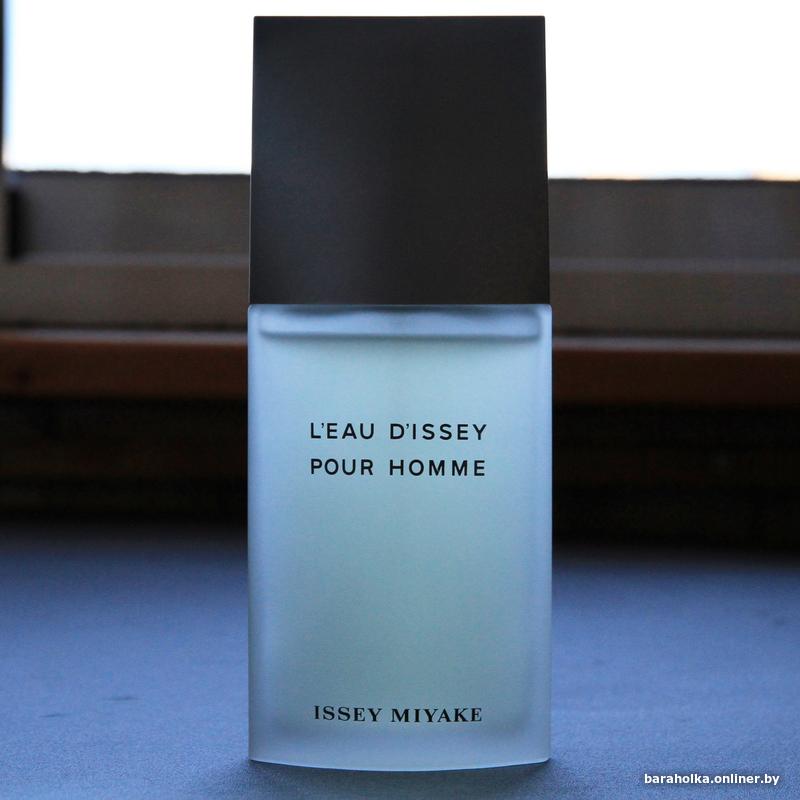 L'EAU D'ISSEY
POUR HOMME
ISSEY MIYAKE
baraholka.onliner.by